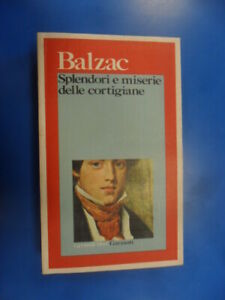 Balzac
Splendori e miserie
delle cortigiane
Garzanti